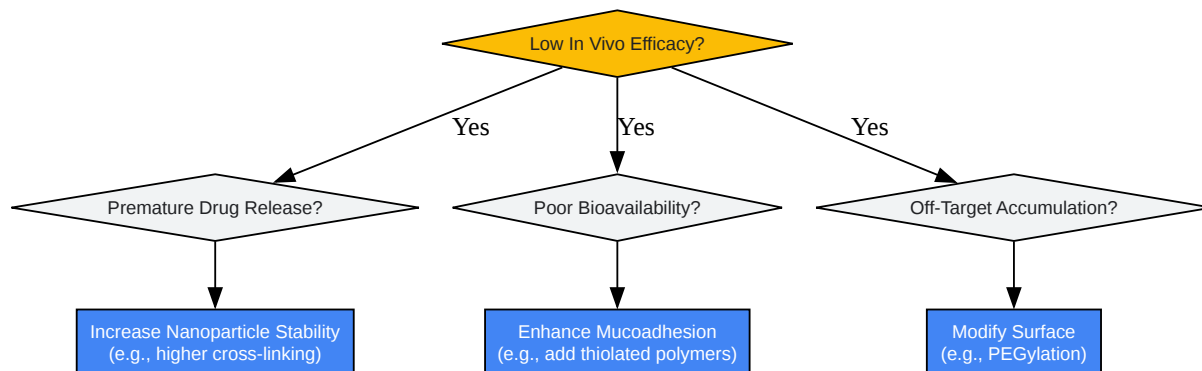 Low In Vivo Efficacy?
Yes
Yes
Yes
Premature Drug Release?
Poor Bioavailability?
Off-Target Accumulation?
Increase Nanoparticle Stability
(e.g., higher cross-linking)
Enhance Mucoadhesion
(e.g., add thiolated polymers)
Modify Surface
(e.g., PEGylation)